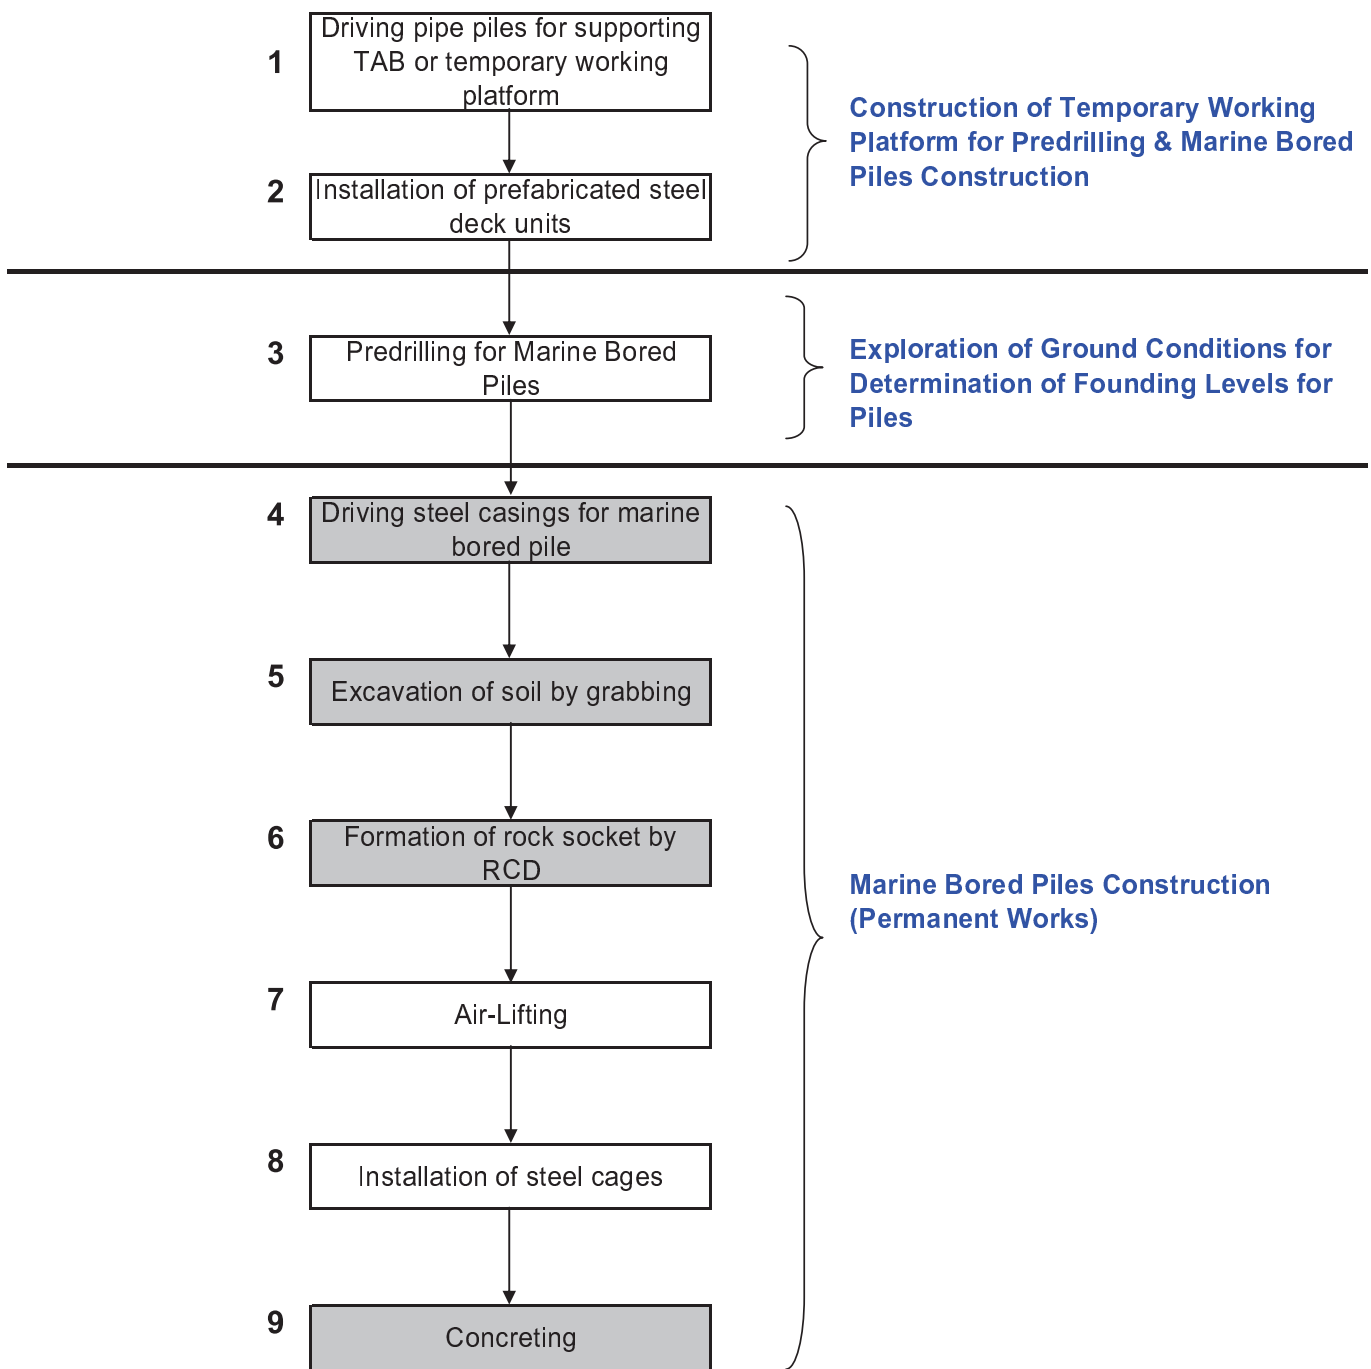 1
Driving pipe piles for supporting
TAB or temporary working
platform
Construction of Temporary Working
Platform for Predrilling & Marine Bored
Piles Construction
2
Installation of prefabricated steel
deck units
3
Predrilling for Marine Bored
Piles
Exploration of Ground Conditions for
Determination of Founding Levels for
Piles
4
Driving steel casings for marine
bored pile
5
Excavation of soil by grabbing
6
Formation of rock socket by
RCD
Marine Bored Piles Construction
(Permanent Works)
7
Air-Lifting
8
Installation of steel cages
9
Concreting